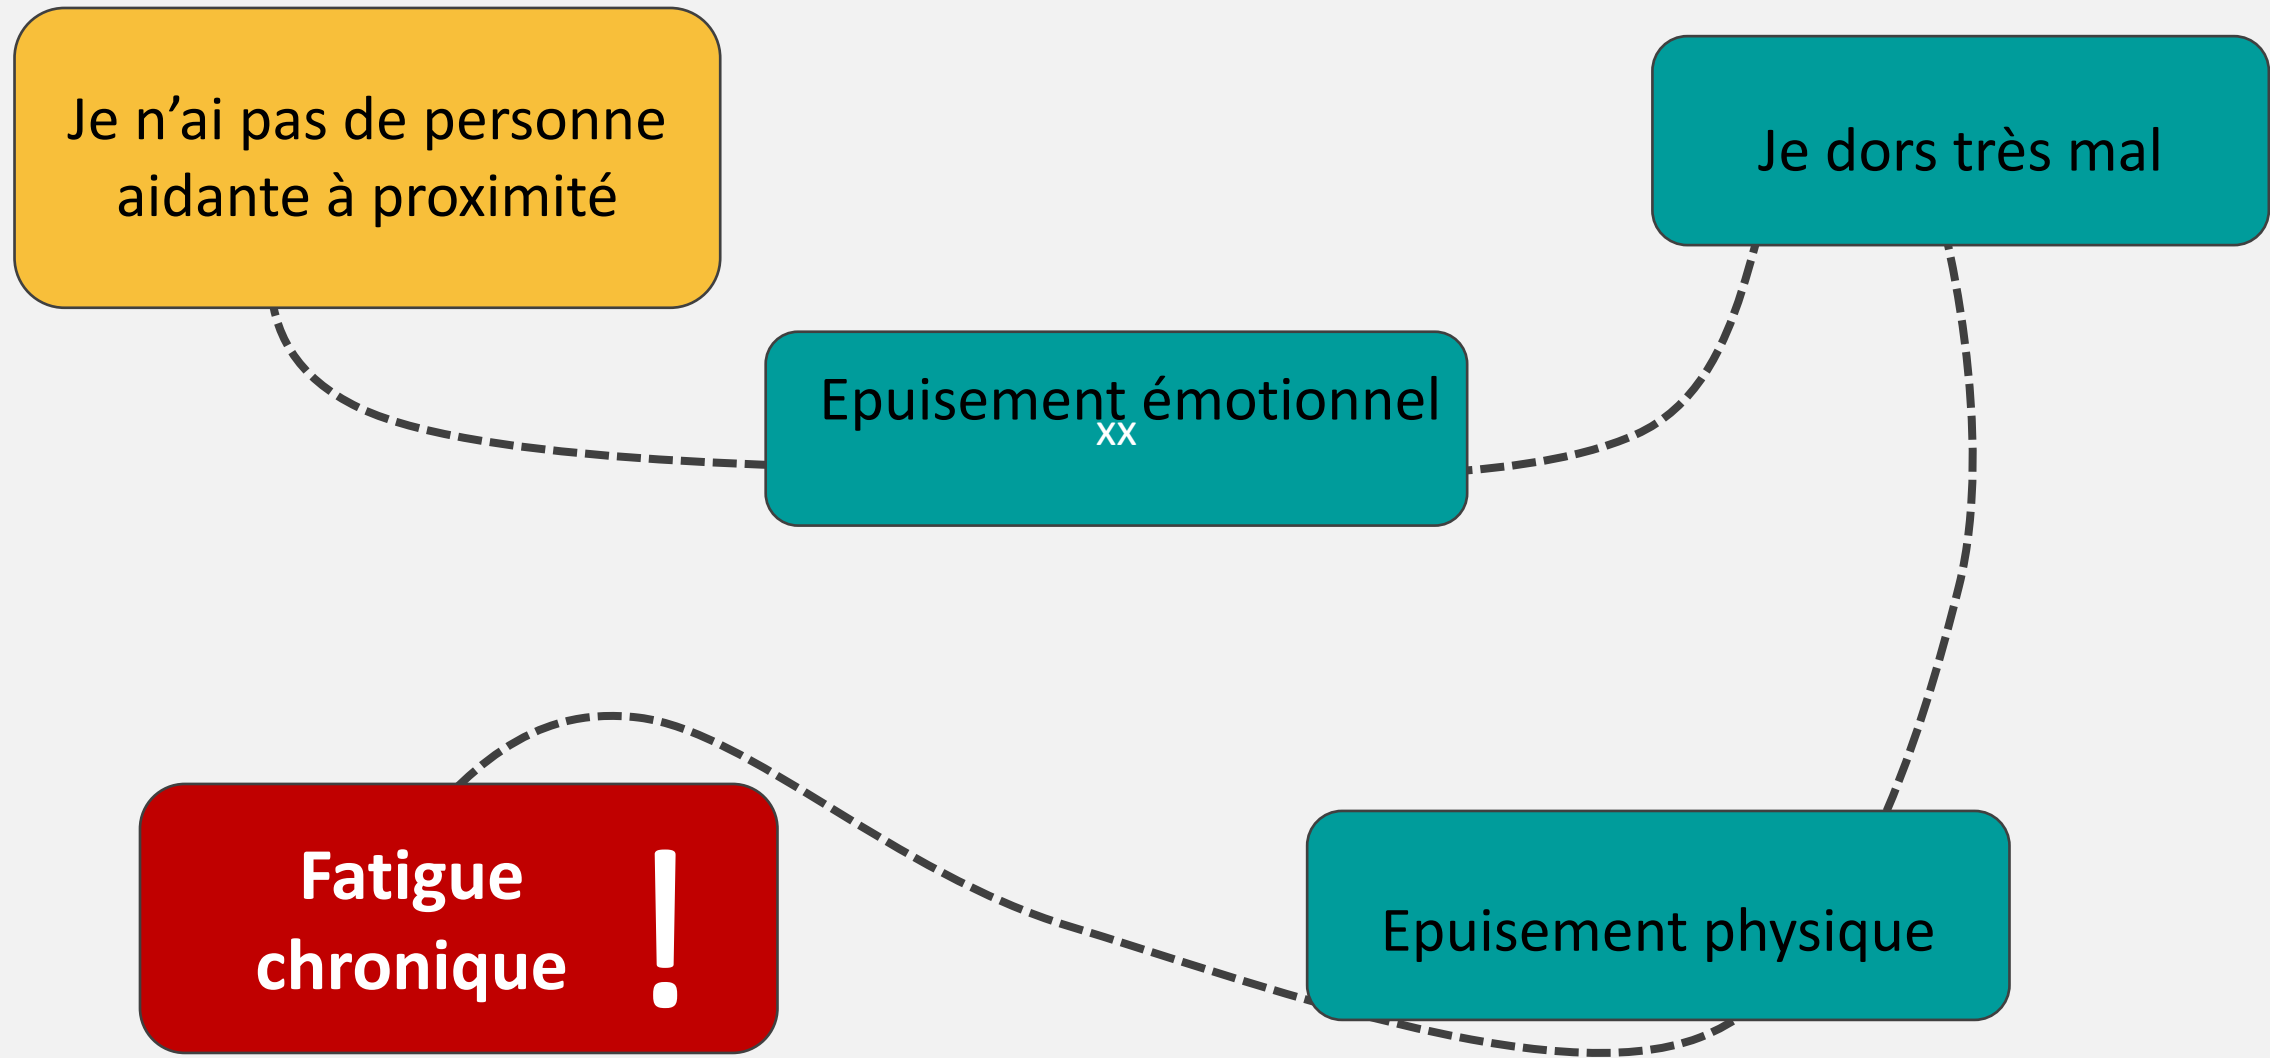 Je n’ai pas de personne
aidante à proximité
Je dors très mal
Epuisement émotionnel
xx
Fatigue
chronique
!
Epuisement physique